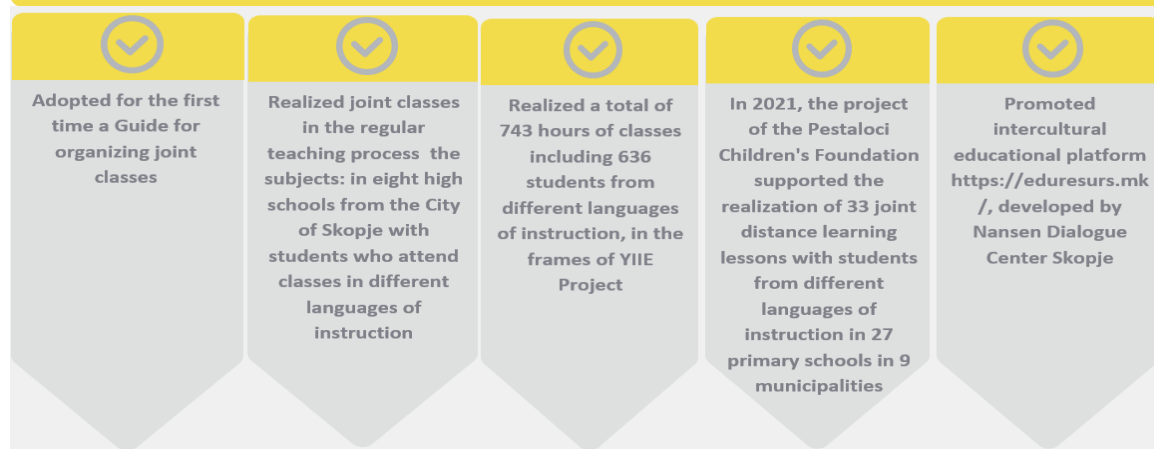 Adopted for the first
time a Guide for
organizing joint
classes
Realized joint classes
in the regular
teaching process the
subjects: in eight high
schools from the City
of Skopje with
students who attend
classes in different
languages of
instruction
Realized a total of
743 hours of classes
including 636
students from
different languages
of instruction, in the
frames of YIIE
Project
In 2021, the project
of the Pestaloci
Children's Foundation
supported the
realization of 33 joint
distance learning
lessons with students
from different
languages of
instruction in 27
primary schools in 9
municipalities
Promoted
intercultural
educational platform
https://eduresurs.mk
/, developed by
Nansen Dialogue
Center Skopje